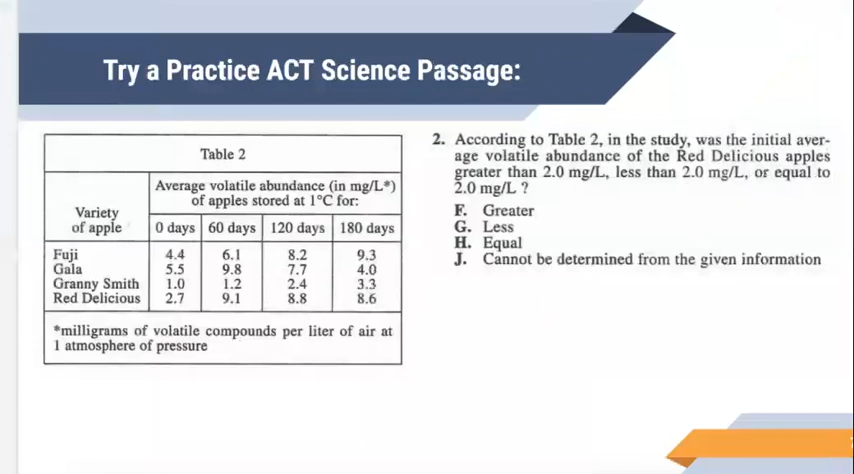 Try a Practice ACT Science Passage:
Table 2
Variety
of apple
Average volatile abundance (in mg/L*)
of apples stored at 1°C for:
0 days 60 days 120 days 180 days
Fuji 4.4 6.1 8.2 9.3
Gala 5.5 9.8 7.7 4.0
Granny Smith 1.0 1.2 2.4 3.3
Red Delicious 2.7 9.1 8.8 8.6
*milligrams of volatile compounds per liter of air at
1 atmosphere of pressure
2. According to Table 2, in the study, was the initial aver-
age volatile abundance of the Red Delicious apples
greater than 2.0 mg/L, less than 2.0 mg/L, or equal to
2.0 mg/L ?
F. Greater
G. Less
H. Equal
J. Cannot be determined from the given information